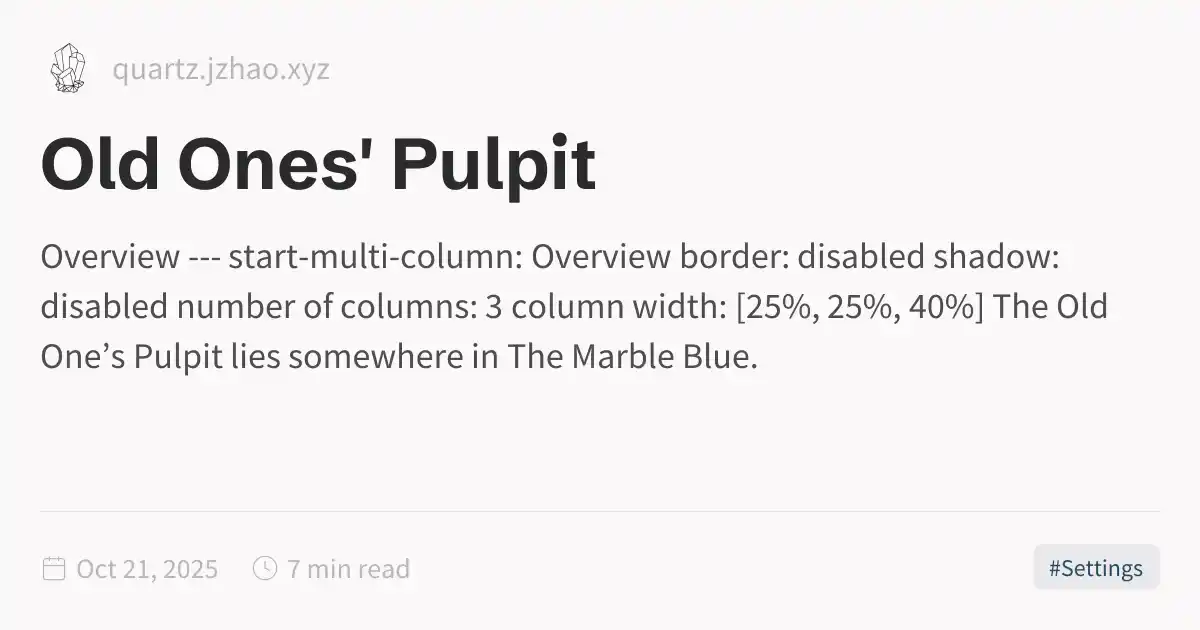 quartz.jzhao.xyz
Old Ones' Pulpit
Overview --- start-multi-column: Overview border: disabled shadow:
disabled number of columns: 3 column width: [25%, 25%, 40%] The Old
One’s Pulpit lies somewhere in The Marble Blue.
Oct 21, 2025 7 min read #Settings